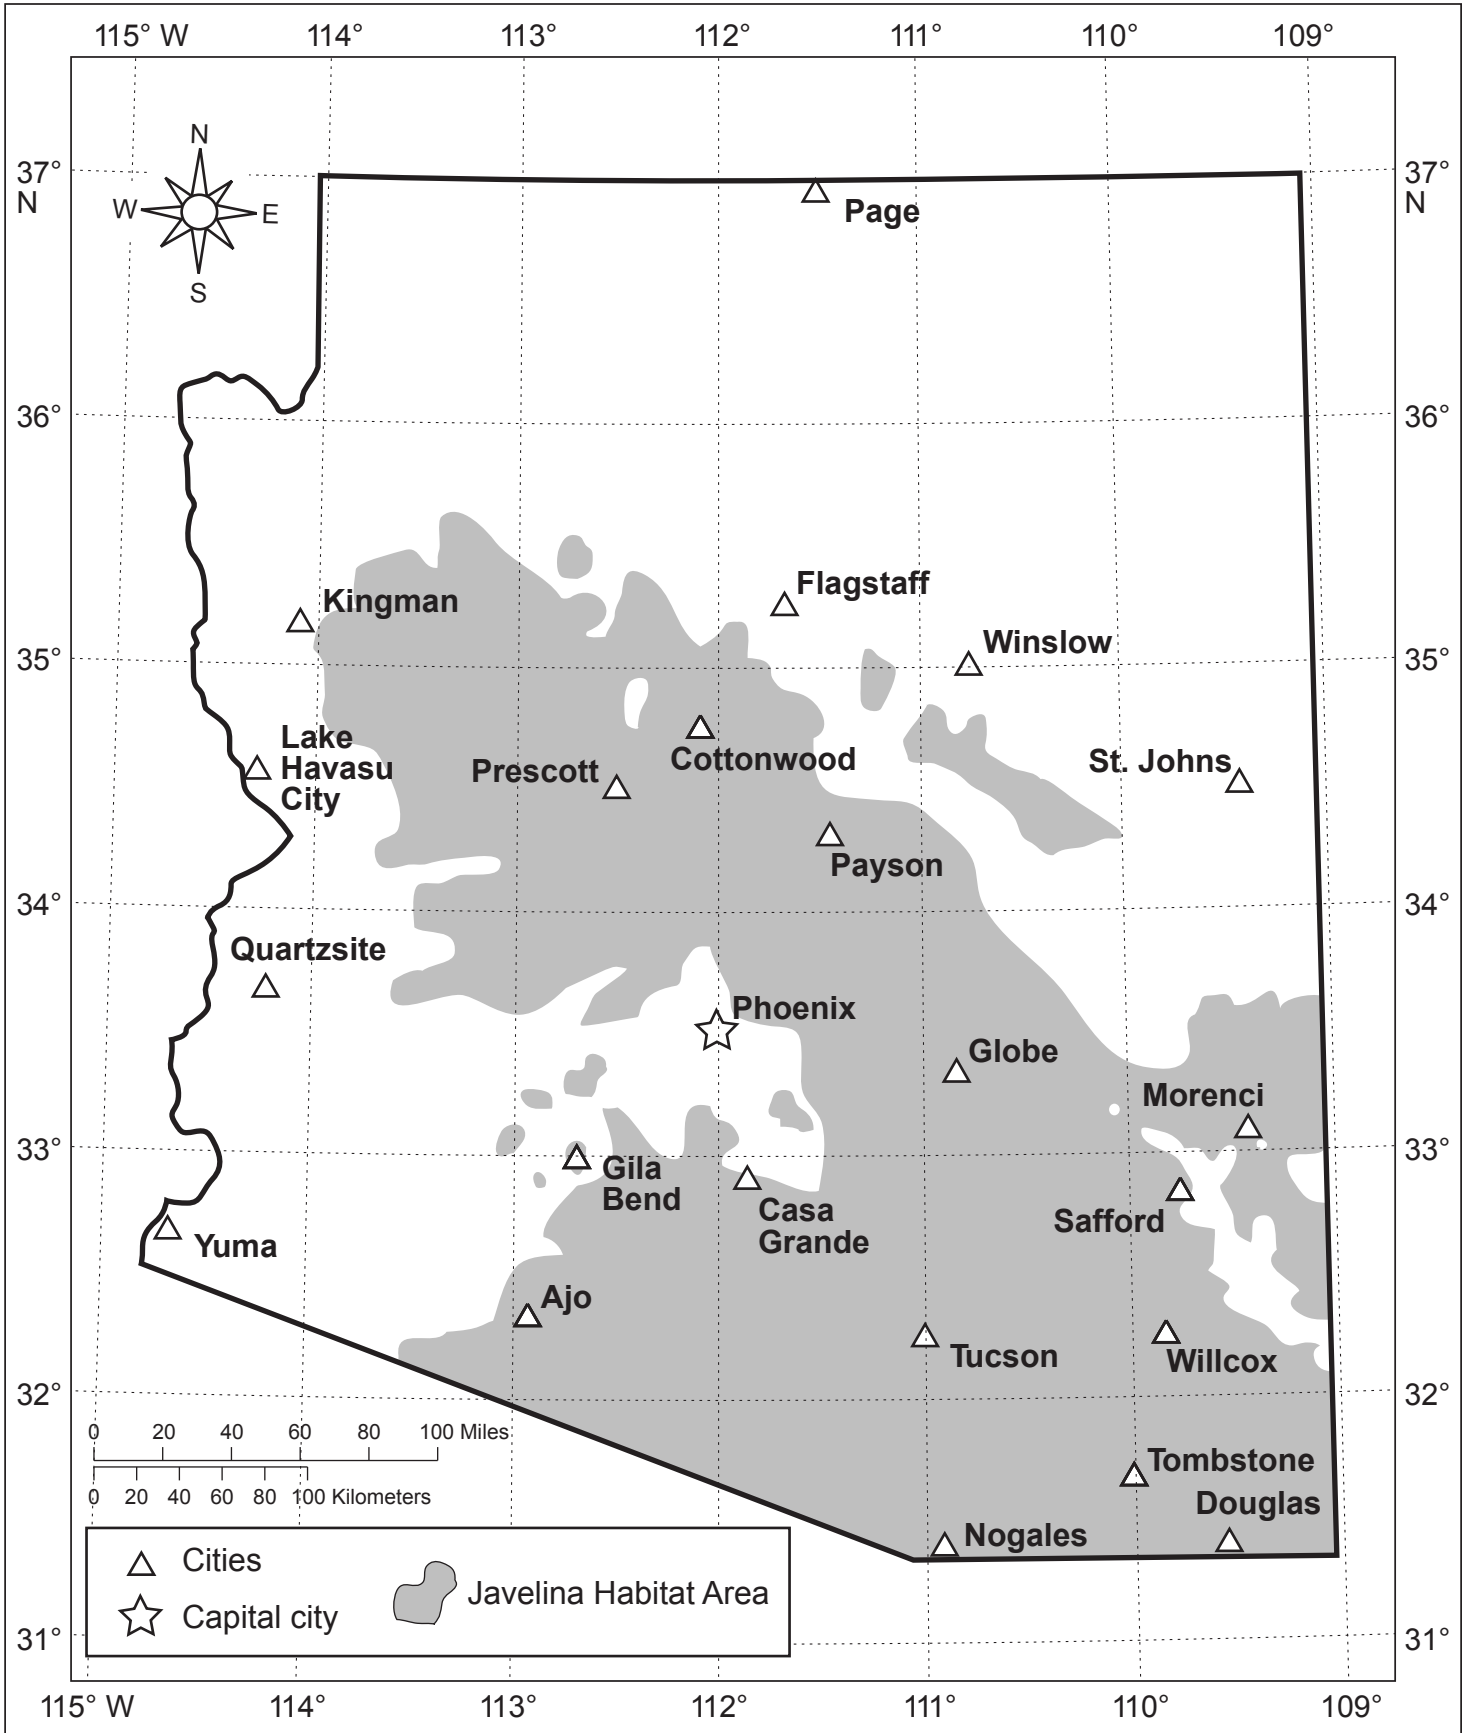 115° W 114° 113° 112° 111° 110° 109°
N
37° 37°
N N
W E
Page
S
36° 36°
Flagstaff
Kingman
Winslow
35° 35°
Lake
Havasu
City
Cottonwood
St. Johns
Prescott
Payson
34° 34°
Quartzsite
Phoenix
Globe
Morenci
33° 33°
Gila
Bend
Casa
Grande
Safford
Yuma
Ajo
Tucson
Willcox
32° 32°
0 20 40 60 80 100 Miles
0 20 40 60 80 100 Kilometers
Tombstone
Douglas
Nogales
Cities
Javelina Habitat Area
Capital city
31° 31°
115° W 114° 113° 112° 111° 110° 109°